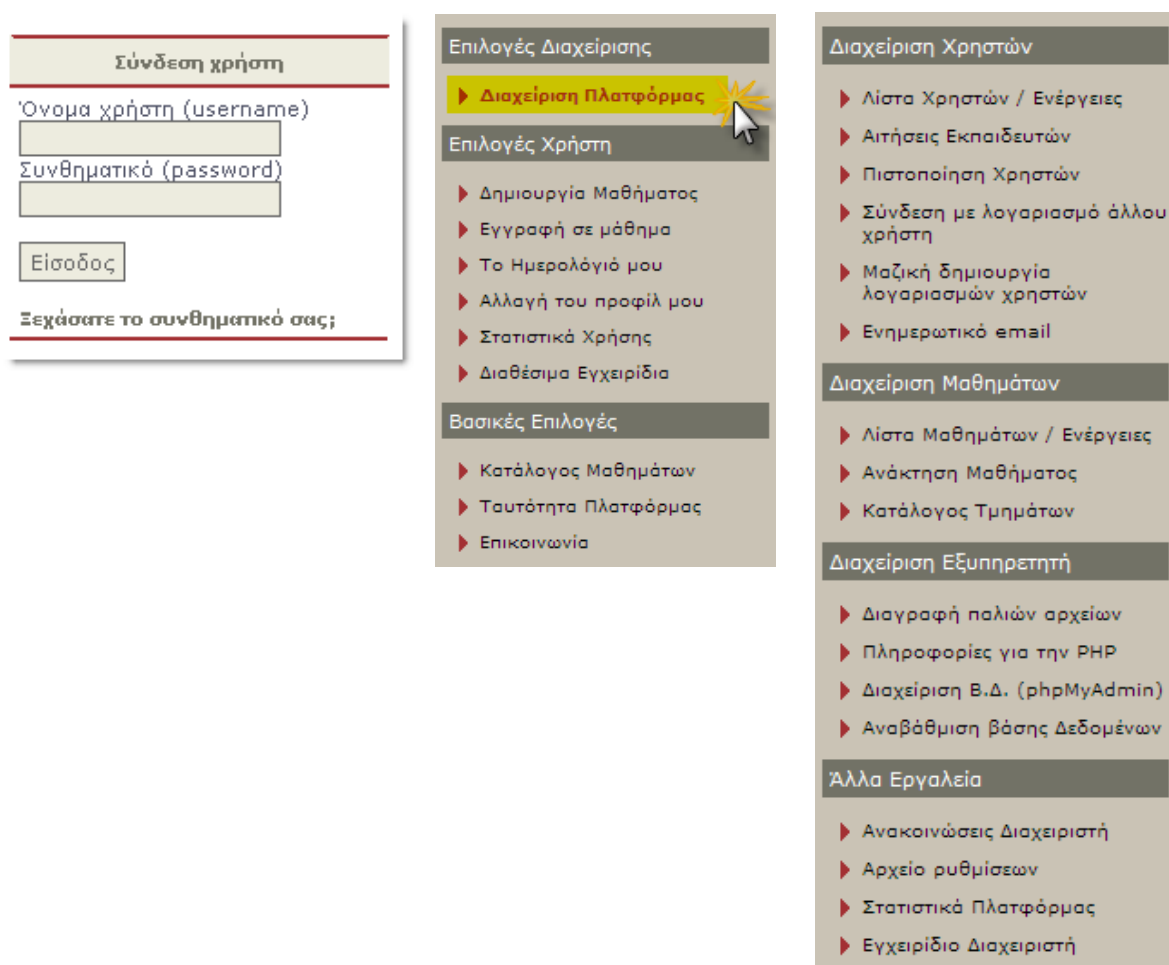 Σύνδεση χρήστη
Όνομα χρήστη (username)
Συνθηματικό (password)
Είσοδος
Ξεχάσατε το συνθηματικό σας;
Επιλογές Διαχείρισης
Διαχείριση Πλατφόρμας
Επιλογές Χρήστη
Δημιουργία Μαθήματος
Εγγραφή σε μάθημα
Το Ημερολόγιό μου
Αλλαγή του προφίλ μου
Στατιστικά Χρήσης
Διαθέσιμα Εγχειρίδια
Βασικές Επιλογές
Κατάλογος Μαθημάτων
Ταυτότητα Πλατφόρμας
Επικοινωνία
Διαχείριση Χρηστών
Λίστα Χρηστών / Ενέργειες
Αιτήσεις Εκπαιδευτών
Πιστοποίηση Χρηστών
Σύνδεση με λογαριασμό άλλου
χρήστη
Μαζική δημιουργία
λογαριασμών χρηστών
Ενημερωτικό email
Διαχείριση Μαθημάτων
Λίστα Μαθημάτων / Ενέργειες
Ανάκτηση Μαθήματος
Κατάλογος Τμημάτων
Διαχείριση Εξυπηρετητή
Διαγραφή παλιών αρχείων
Πληροφορίες για την PHP
Διαχείριση Β.Δ. (phpMyAdmin)
Αναβάθμιση βάσης Δεδομένων
Άλλα Εργαλεία
Ανακοινώσεις Διαχειριστή
Αρχείο ρυθμίσεων
Στατιστικά Πλατφόρμας
Εγχειρίδιο Διαχειριστή